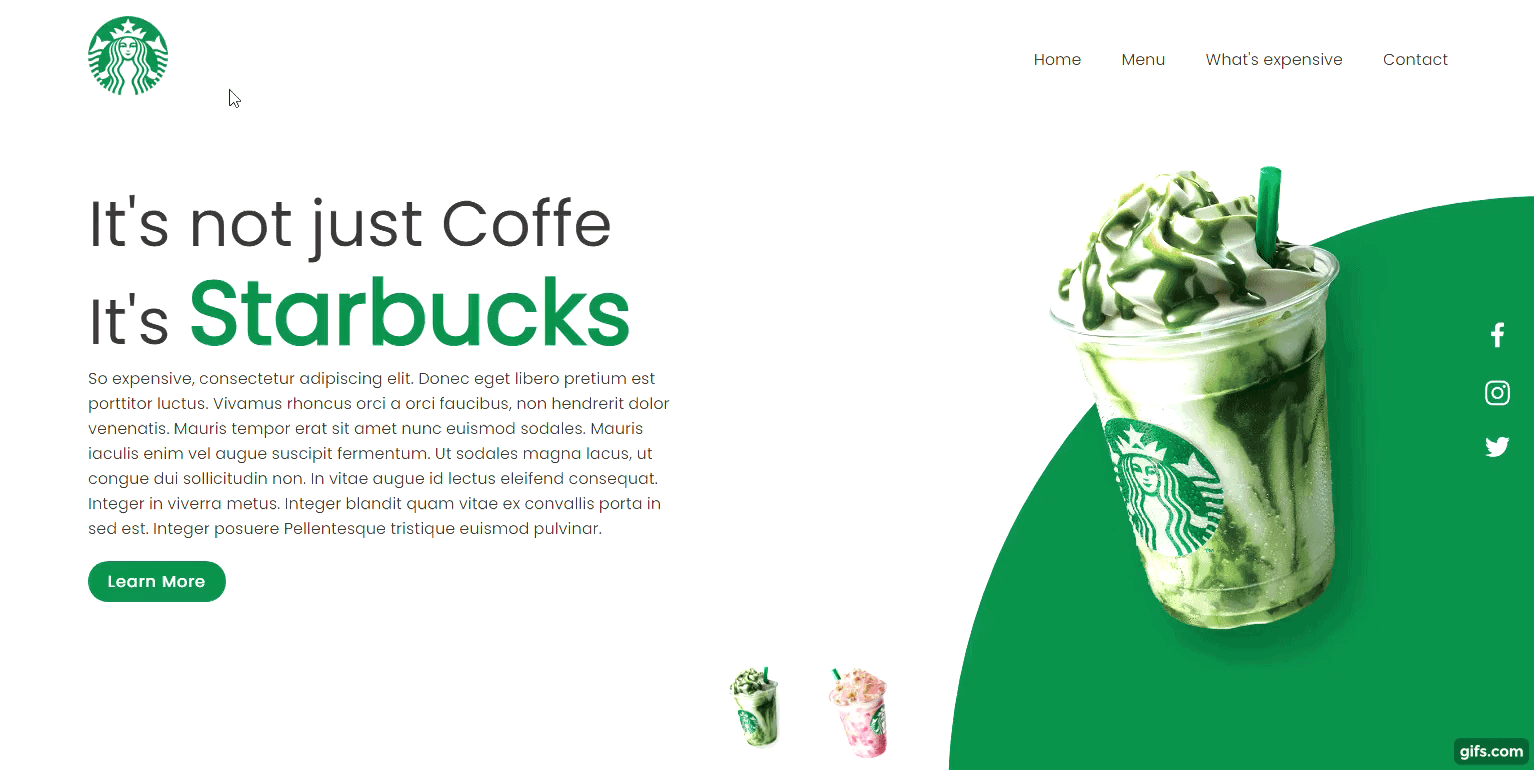 Home Menu What's expensive Contact
It's not just Coffe
It's Starbucks
So expensive, consectetur adipiscing elit. Donec eget libero pretium est
porttitor luctus. Vivamus rhoncus orci a orci faucibus, non hendrerit dolor
venenatis. Mauris tempor erat sit amet nunc euismod sodales. Mauris
iaculis enim vel augue suscipit fermentum. Ut sodales magna lacus, ut
congue dui sollicitudin non. In vitae augue id lectus eleifend consequat.
Integer in viverra metus. Integer blandit quam vitae ex convallis porta in
sed est. Integer posuere Pellentesque tristique euismod pulvinar.
Learn More
TM
gifs.com